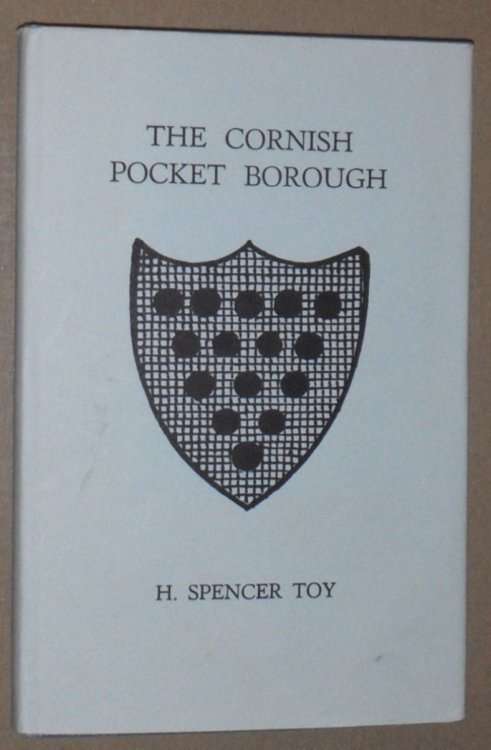 THE CORNISH
POCKET BOROUGH
H. SPENCER TOY